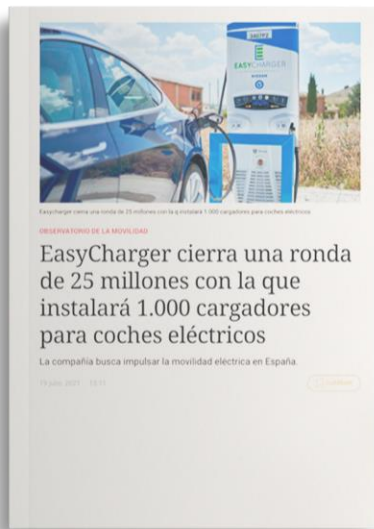 EASYCHARGER
Easycharger cierra una ronda de 25 millones con la q instalará 1.000 cargadores para coches eléctricos
OBSERVATORIO DE LA MOVILIDAD
EasyCharger cierra una ronda
de 25 millones con la que
instalará 1.000 cargadores
para coches eléctricos
La compañía busca impulsar la movilidad eléctrica en España.